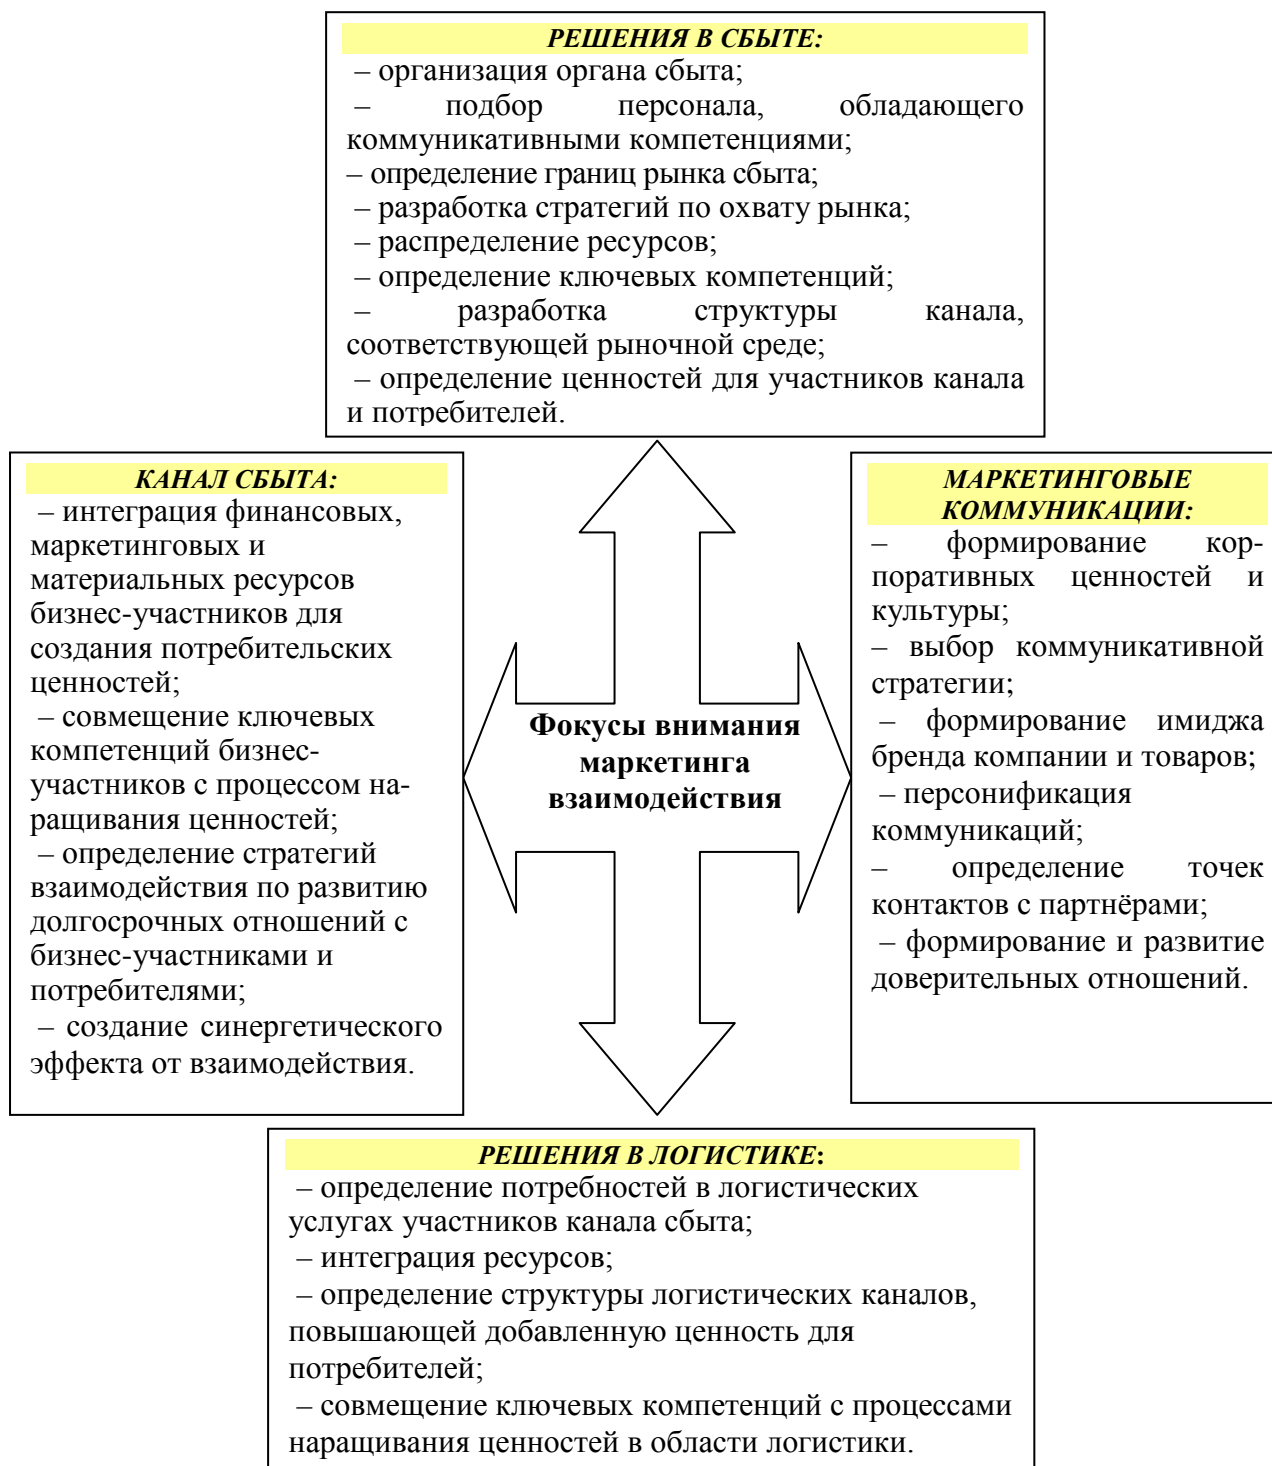 РЕШЕНИЯ В СБЫТЕ:
– организация органа сбыта;
– подбор персонала, обладающего
коммуникативными компетенциями;
– определение границ рынка сбыта;
– разработка стратегий по охвату рынка;
– распределение ресурсов;
– определение ключевых компетенций;
– разработка структуры канала,
соответствующей рыночной среде;
– определение ценностей для участников канала
и потребителей.
КАНАЛ СБЫТА:
– интеграция финансовых,
маркетинговых и
материальных ресурсов
бизнес-участников для
создания потребительских
ценностей;
– совмещение ключевых
компетенций бизнес-
участников с процессом на-
ращивания ценностей;
– определение стратегий
взаимодействия по развитию
долгосрочных отношений с
бизнес-участниками и
потребителями;
– создание синергетического
эффекта от взаимодействия.
Фокусы внимания
маркетинга
взаимодействия
МАРКЕТИНГОВЫЕ
КОММУНИКАЦИИ:
– формирование кор-
поративных ценностей и
культуры;
– выбор коммуникативной
стратегии;
– формирование имиджа
бренда компании и товаров;
– персонификация
коммуникаций;
– определение точек
контактов с партнёрами;
– формирование и развитие
доверительных отношений.
РЕШЕНИЯ В ЛОГИСТИКЕ:
– определение потребностей в логистических
услугах участников канала сбыта;
– интеграция ресурсов;
– определение структуры логистических каналов,
повышающей добавленную ценность для
потребителей;
– совмещение ключевых компетенций с процессами
наращивания ценностей в области логистики.